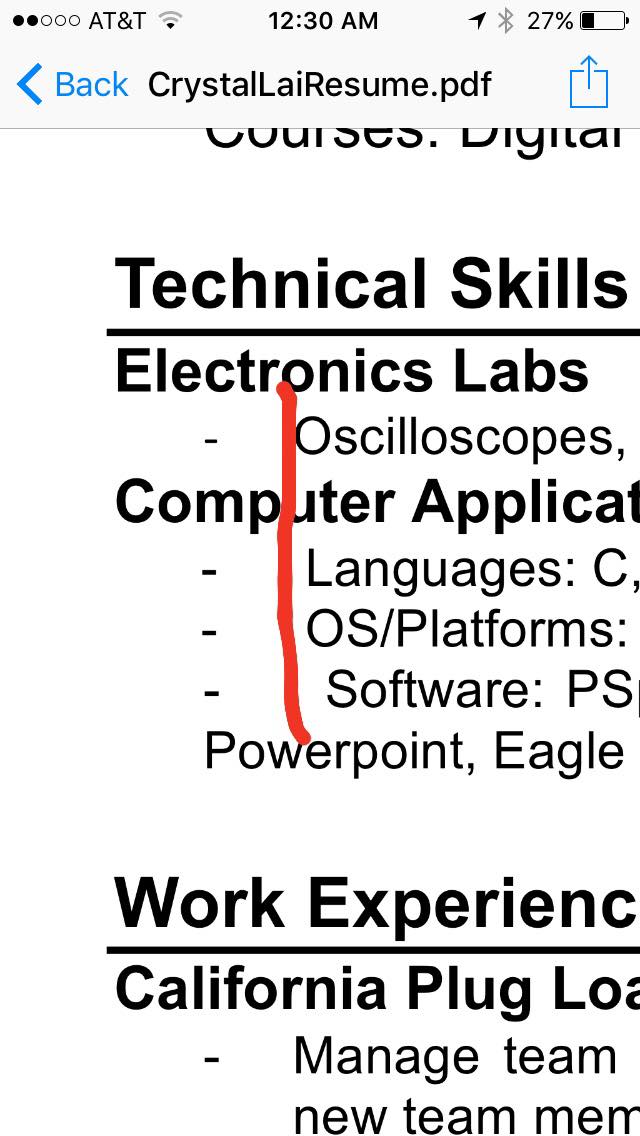 AT&T 12:30 AM 27%
Back CrystalLaiResume.pdf
Courses: Digital
Technical Skills
Electronics Labs
- Oscilloscopes,
Computer Applicat
- Languages: C,
- OS/Platforms:
- Software: PSp
Powerpoint, Eagle
Work Experienc
California Plug Loa
- Manage team
new team mem